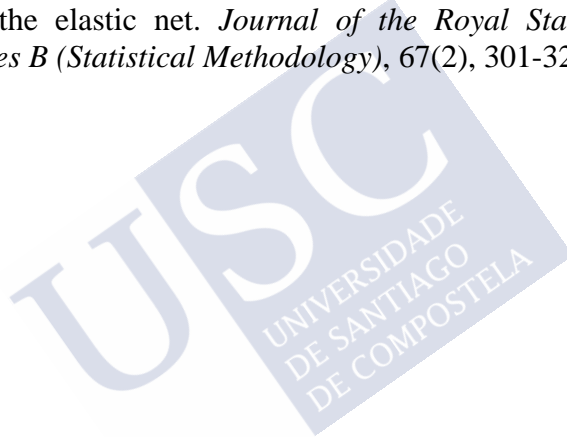 the elastic net. Journal of the Royal Sta
es B (Statistical Methodology), 67(2), 301-32
USC
UNIVERSIDADE
DE SANTIAGO
DE COMPOSTELA